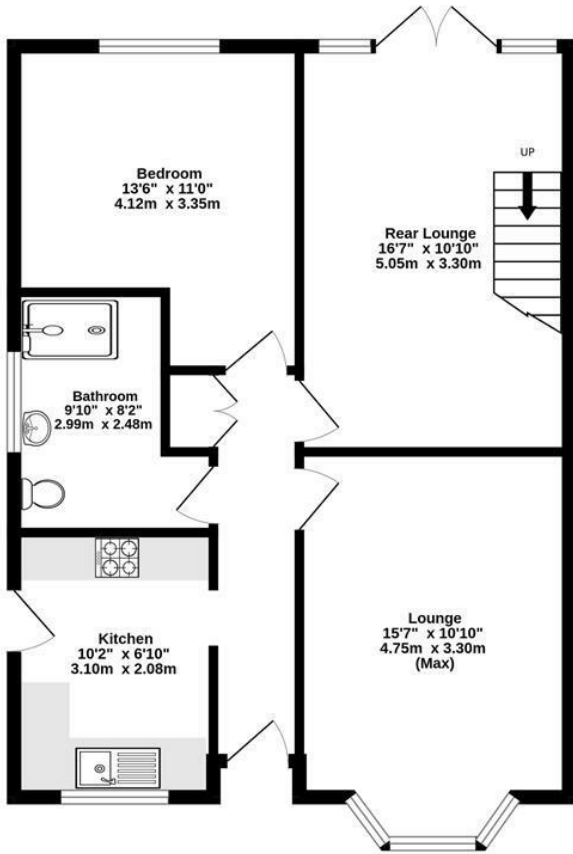 UP
Bedroom
13'6" x 11'0"
4.12m x 3.35m
Rear Lounge
16'7" x 10'10"
5.05m x 3.30m
Bathroom
9'10" x 8'2"
2.99m x 2.48m
Kitchen
10'2" x 6'10"
3.10m x 2.08m
Lounge
15'7" x 10'10"
4.75m x 3.30m
(Max)